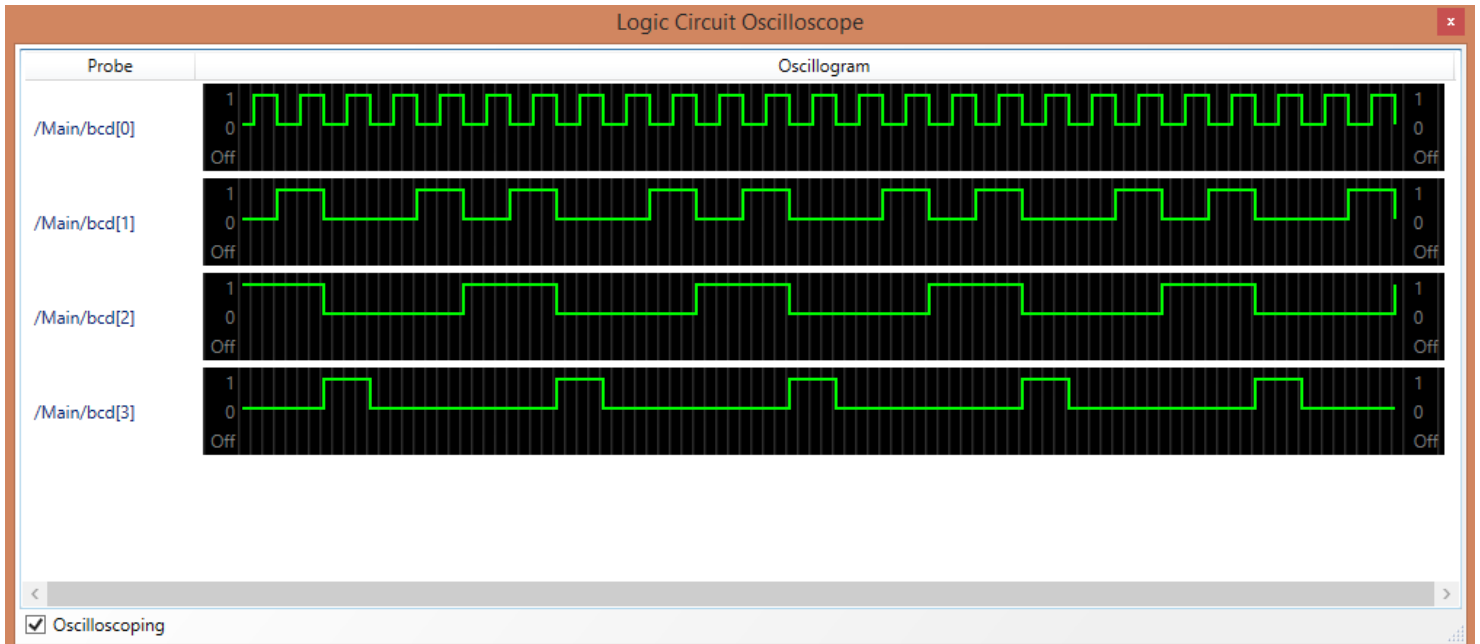 Logic Circuit Oscilloscope
x
Probe Oscillogram
/Main/bcd[0]
1
0
Off
1
0
Off
/Main/bcd[1]
1
0
Off
1
0
Off
/Main/bcd[2]
1
0
Off
1
0
Off
/Main/bcd[3]
1
0
Off
1
0
Off
Oscilloscoping